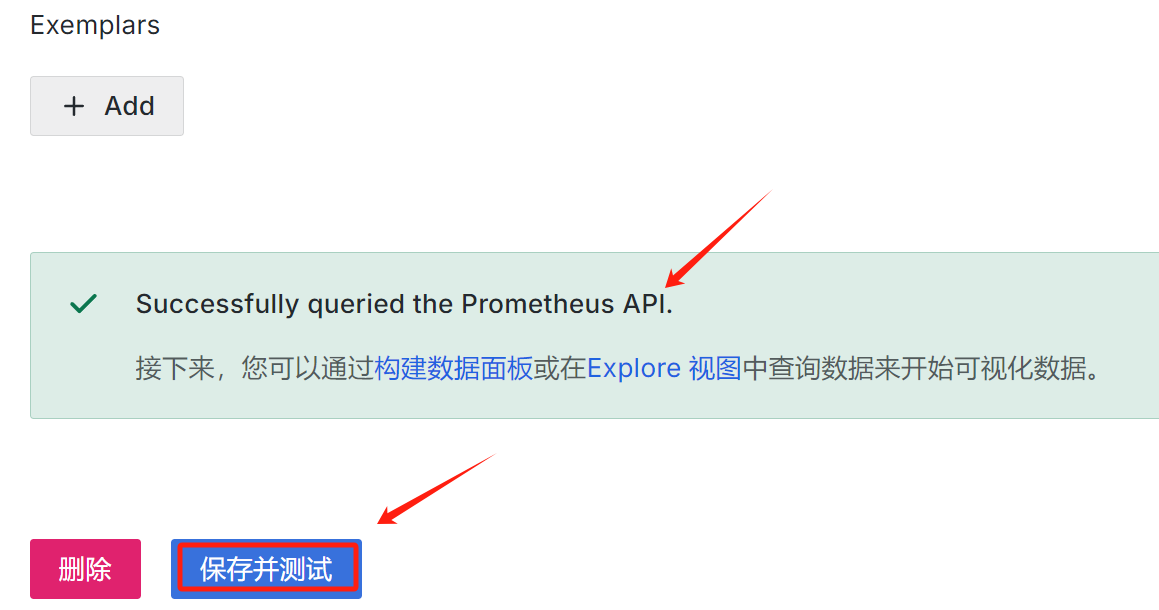 Exemplars
+ Add
Successfully queried the Prometheus API.
接下来，您可以通过构建数据面板或在Explore 视图中查询数据来开始可视化数据。
删除 保存并测试